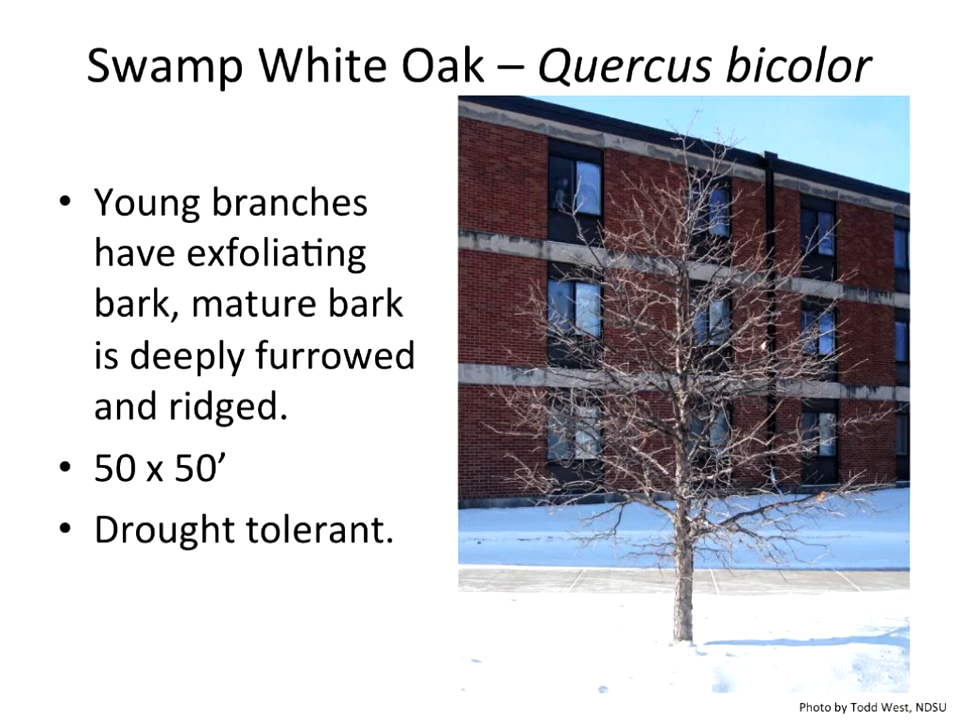 Swamp White Oak – Quercus bicolor
• Young branches
have exfoliating
bark, mature bark
is deeply furrowed
and ridged.
• 50 x 50’
• Drought tolerant.
Photo by Todd West, NDSU